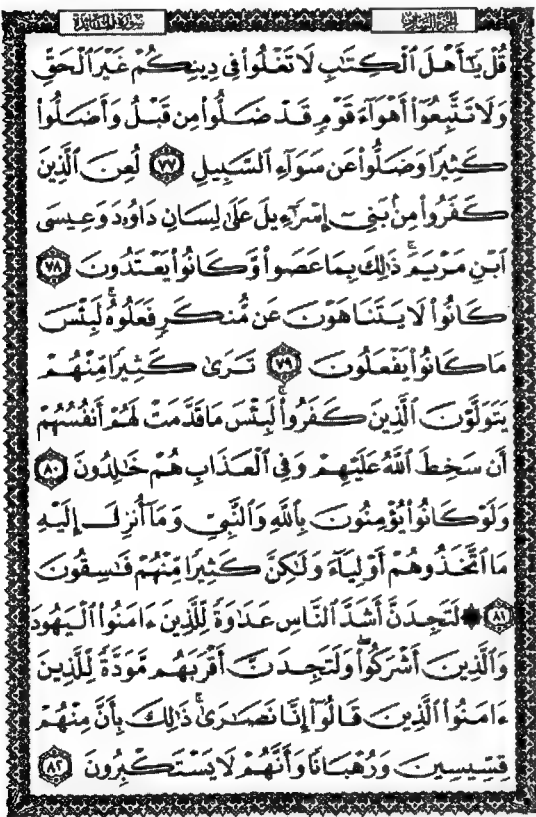 سورة المائدة
الجزء السادس
قُلْ يَٰٓأَهْلَ ٱلْكِتَٰبِ لَا تَغْلُوا۟ فِى دِينِكُمْ غَيْرَ ٱلْحَقِّ
وَلَا تَتَّبِعُوٓا۟ أَهْوَآءَ قَوْمٍ قَدْ ضَلُّوا۟ مِن قَبْلُ وَأَضَلُّوا۟
كَثِيرًا وَضَلُّوا۟ عَن سَوَآءِ ٱلسَّبِيلِ ٧٧ لُعِنَ ٱلَّذِينَ
كَفَرُوا۟ مِنۢ بَنِىٓ إِسْرَٰٓءِيلَ عَلَىٰ لِسَانِ دَاوُۥدَ وَعِيسَى
ٱبْنِ مَرْيَمَ ۚ ذَٰلِكَ بِمَا عَصَوا۟ وَّكَانُوا۟ يَعْتَدُونَ ٧٨
كَانُوا۟ لَا يَتَنَاهَوْنَ عَن مُّنكَرٍ فَعَلُوهُ ۚ لَبِئْسَ
مَا كَانُوا۟ يَفْعَلُونَ ٧٩ تَرَىٰ كَثِيرًا مِّنْهُمْ
يَتَوَلَّوْنَ ٱلَّذِينَ كَفَرُوا۟ ۚ لَبِئْسَ مَا قَدَّمَتْ لَهُمْ أَنفُسُهُمْ
أَن سَخِطَ ٱللَّهُ عَلَيْهِمْ وَفِى ٱلْعَذَابِ هُمْ خَٰلِدُونَ ٨٠
وَلَوْ كَانُوا۟ يُؤْمِنُونَ بِٱللَّهِ وَٱلنَّبِىِّ وَمَآ أُنزِلَ إِلَيْهِ
مَا ٱتَّخَذُوهُمْ أَوْلِيَآءَ وَلَٰكِنَّ كَثِيرًا مِّنْهُمْ فَٰسِقُونَ
٨١ ۞ لَتَجِدَنَّ أَشَدَّ ٱلنَّاسِ عَدَٰوَةً لِّلَّذِينَ ءَامَنُوا۟ ٱلْيَهُودَ
وَٱلَّذِينَ أَشْرَكُوا۟ ۖ وَلَتَجِدَنَّ أَقْرَبَهُم مَّوَدَّةً لِّلَّذِينَ
ءَامَنُوا۟ ٱلَّذِينَ قَالُوٓا۟ إِنَّا نَصَٰرَىٰ ۚ ذَٰلِكَ بِأَنَّ مِنْهُمْ
قِسِّيسِينَ وَرُهْبَانًا وَأَنَّهُمْ لَا يَسْتَكْبِرُونَ ٨٢